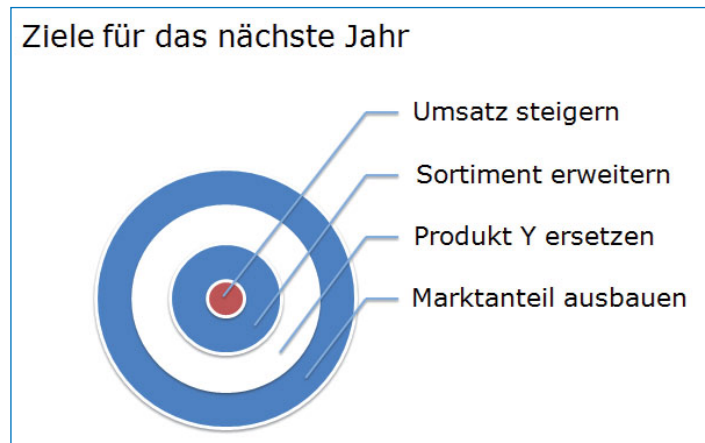 Ziele für das nächste Jahr
Umsatz steigern
Sortiment erweitern
Produkt Y ersetzen
Marktanteil ausbauen